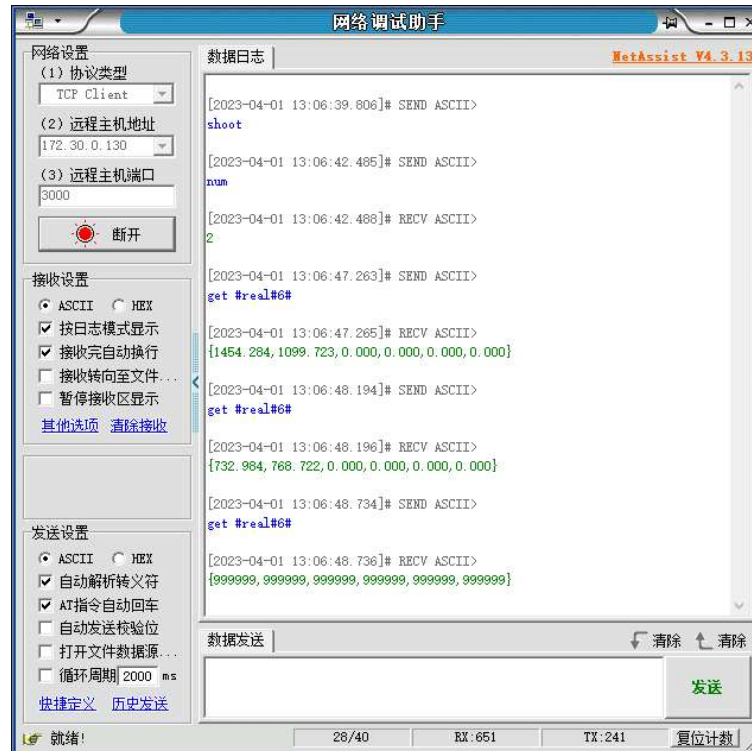 网络调试助手
网络设置
(1) 协议类型
TCP Client
(2) 远程主机地址
172.30.0.130
(3) 远程主机端口
3000
断开
接收设置
ASCII HEX
按日志模式显示
接收完自动换行
接收转向至文件...
暂停接收区显示
其他选项 清除接收
发送设置
ASCII HEX
自动解析转义符
AT指令自动回车
自动发送校验位
打开文件数据源...
循环周期 2000 ms
快捷定义 历史发送
数据日志 NetAssist V4.3.13
[2023-04-01 13:06:39.806]# SEND ASCII>
shoot
[2023-04-01 13:06:42.485]# SEND ASCII>
num
[2023-04-01 13:06:42.488]# RECV ASCII>
2
[2023-04-01 13:06:47.263]# SEND ASCII>
get #real#6#
[2023-04-01 13:06:47.265]# RECV ASCII>
{1454.284,1099.723,0.000,0.000,0.000,0.000}
[2023-04-01 13:06:48.194]# SEND ASCII>
get #real#6#
[2023-04-01 13:06:48.196]# RECV ASCII>
{732.984,768.722,0.000,0.000,0.000,0.000}
[2023-04-01 13:06:48.734]# SEND ASCII>
get #real#6#
[2023-04-01 13:06:48.736]# RECV ASCII>
{999999,999999,999999,999999,999999,999999}
数据发送 清除 清除
发送
就绪! 28/40 RX:651 TX:241 复位计数